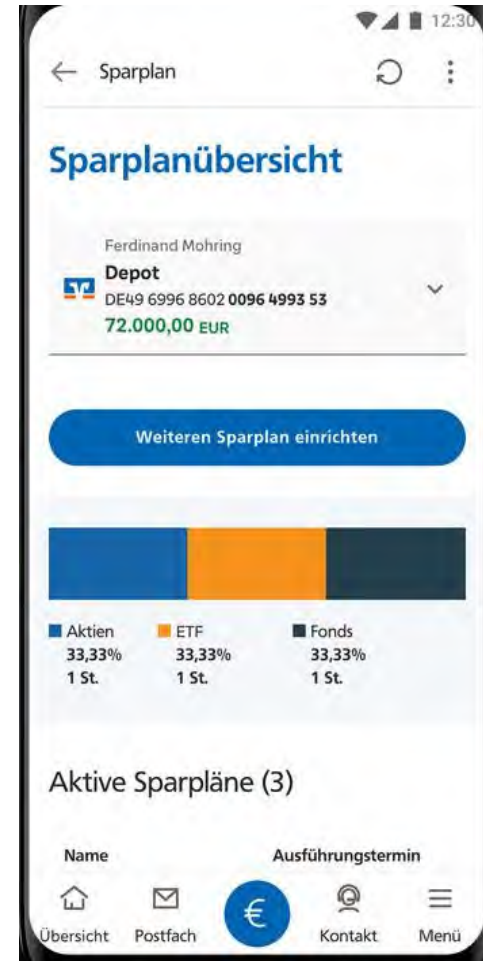 12:30
Sparplan
Sparplanübersicht
Ferdinand Mohring
Depot
DE49 6996 8602 0096 4993 53
72.000,00 EUR
Weiteren Sparplan einrichten
Aktien ETF Fonds
33,33% 33,33% 33,33%
1 St. 1 St. 1 St.
Aktive Sparpläne (3)
Name Ausführungstermin
€
Übersicht Postfach Kontakt Menü